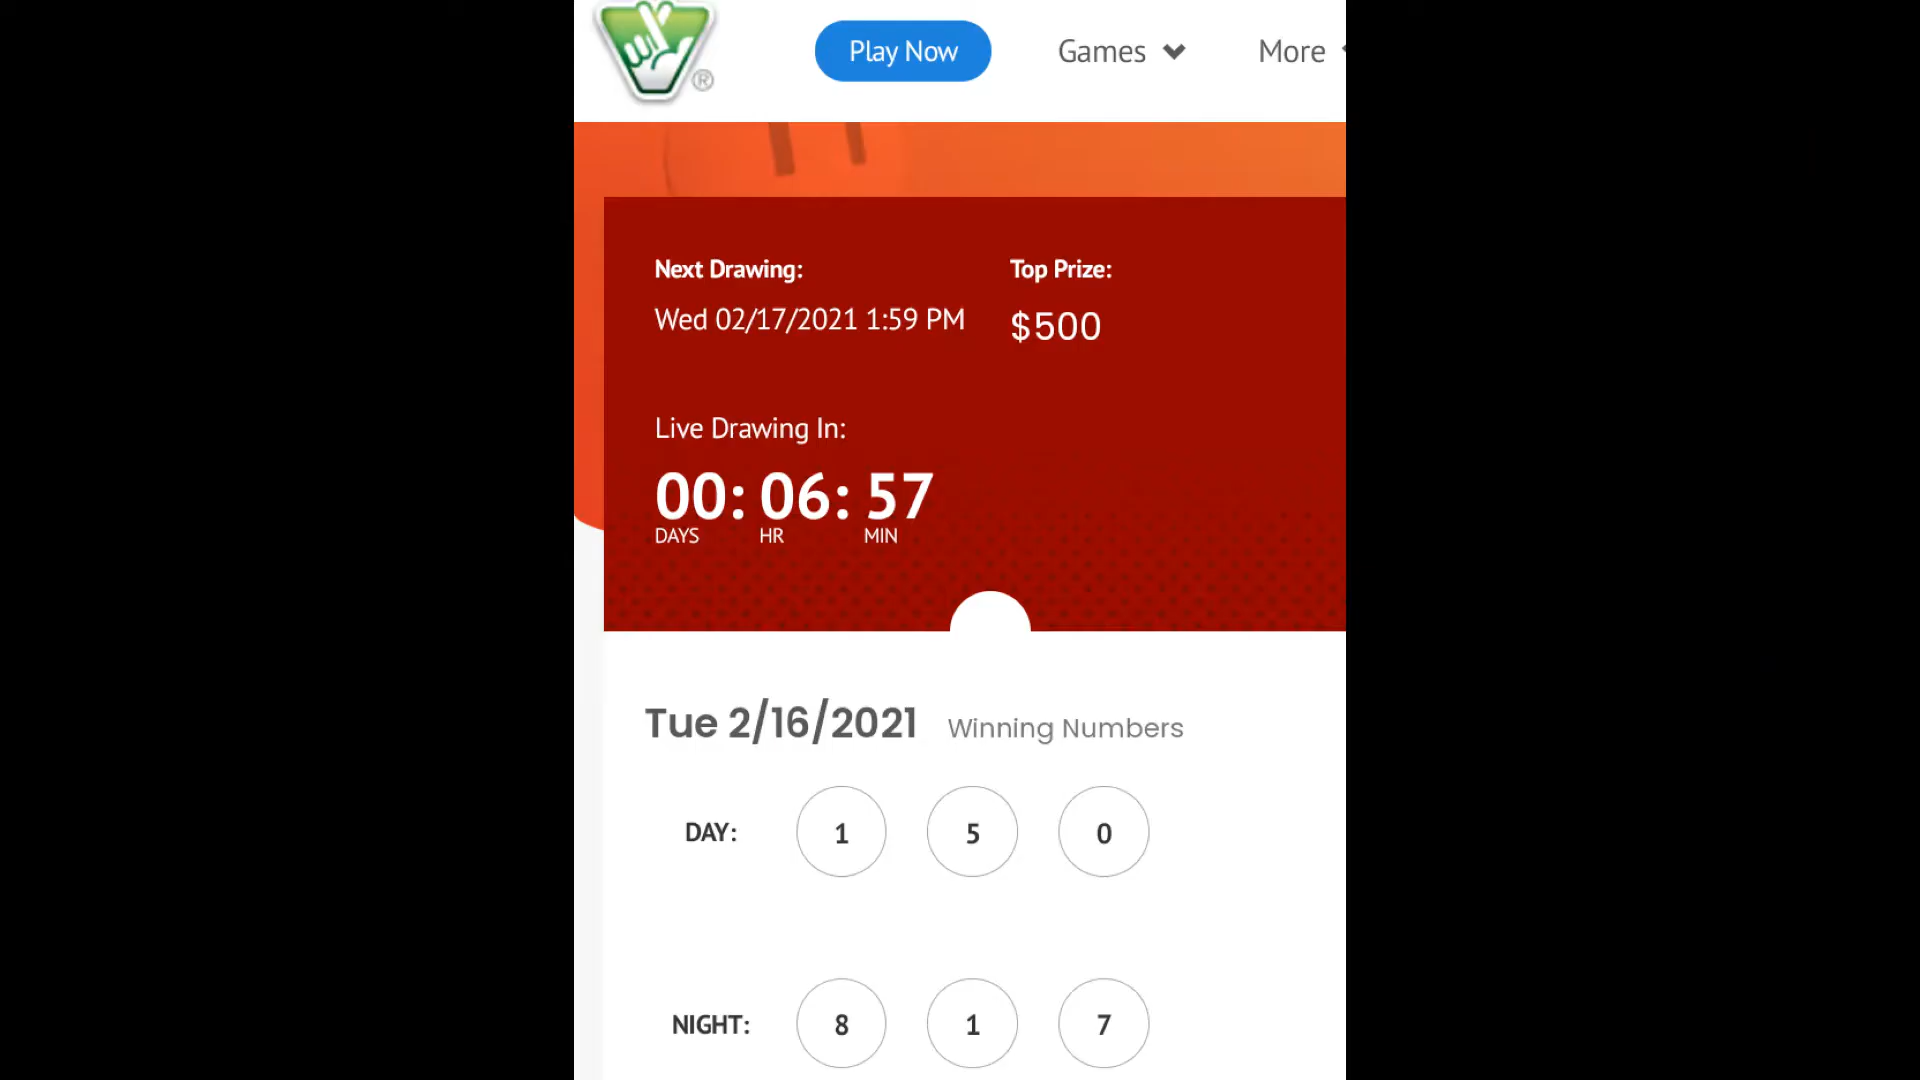 ®
Play Now
Games
More
Next Drawing:
Top Prize:
Wed 02/17/2021 1:59 PM
$500
Live Drawing In:
00: 06: 57
DAYS HR MIN
Tue 2/16/2021 Winning Numbers
DAY: 1 5 0
NIGHT: 8 1 7